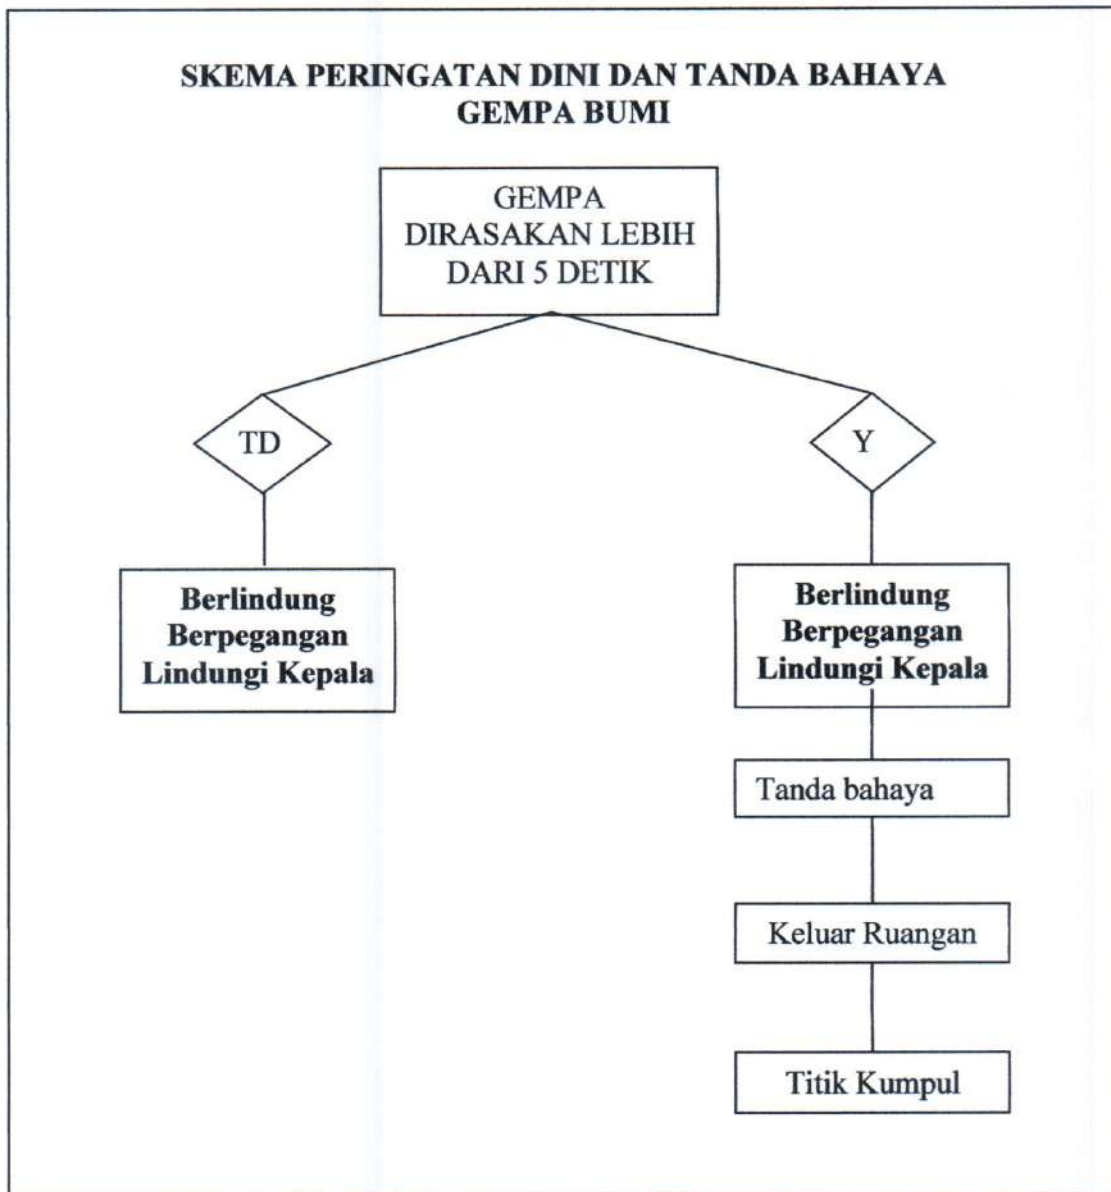 SKEMA PERINGATAN DINI DAN TANDA BAHAYA
GEMPA BUMI
GEMPA
DIRASAKAN LEBIH
DARI 5 DETIK
TD
Y
Berlindung
Berpegangan
Lindungi Kepala
Berlindung
Berpegangan
Lindungi Kepala
Tanda bahaya
Keluar Ruangan
Titik Kumpul